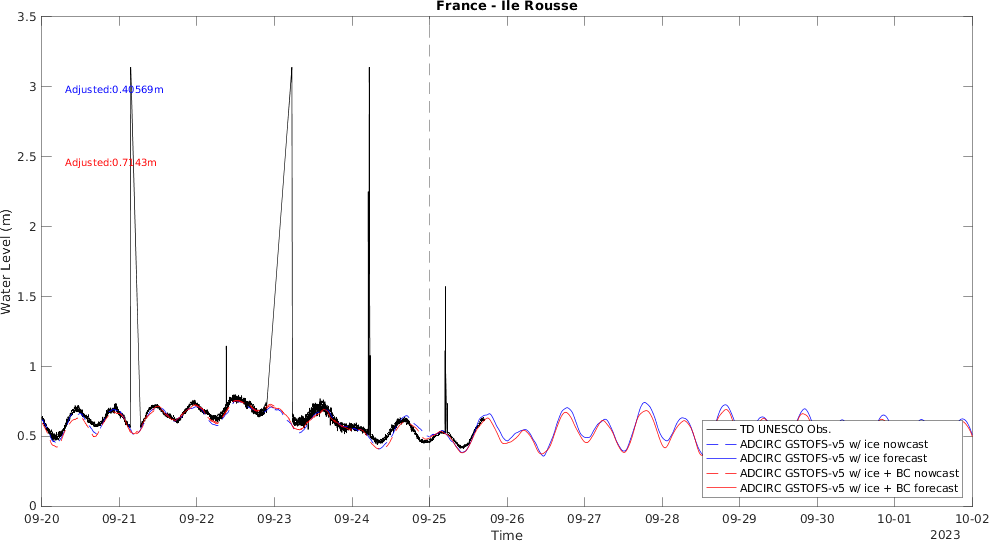 France - Ile Rousse
3.5
3
2.5
2
1.5
1
0.5
0
Water Level (m)
Adjusted:0.40569m
Adjusted:0.7143m
TD UNESCO Obs.
ADCIRC GSTOFS-v5 w/ ice nowcast
ADCIRC GSTOFS-v5 w/ ice forecast
ADCIRC GSTOFS-v5 w/ ice + BC nowcast
ADCIRC GSTOFS-v5 w/ ice + BC forecast
09-20 09-21 09-22 09-23 09-24 09-25 09-26 09-27 09-28 09-29 09-30 10-01 10-02
Time
2023